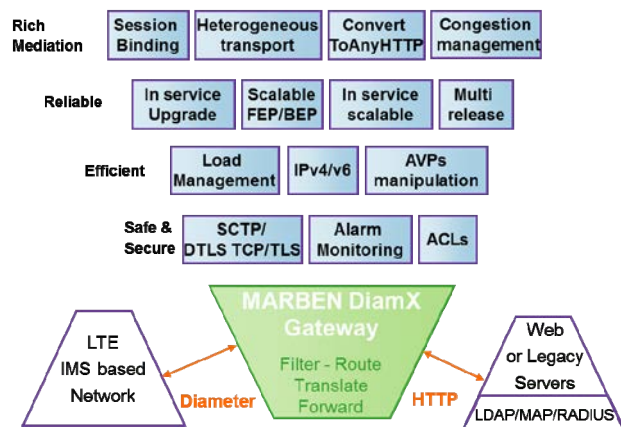 Rich
Mediation
Session
Binding
Heterogeneous
transport
Convert
ToAnyHTTP
Congestion
management
Reliable
In service
Upgrade
Scalable
FEP/BEP
In service
scalable
Multi
release
Efficient
Load
Management
IPv4/v6
AVPs
manipulation
Safe &
Secure
SCTP/
DTLS TCP/TLS
Alarm
Monitoring
ACLs
LTE
IMS based
Network
Diameter
MARBEN DiamX
Gateway
Filter - Route
Translate
Forward
HTTP
Web
or Legacy
Servers
LDAP/MAP/RADIUS